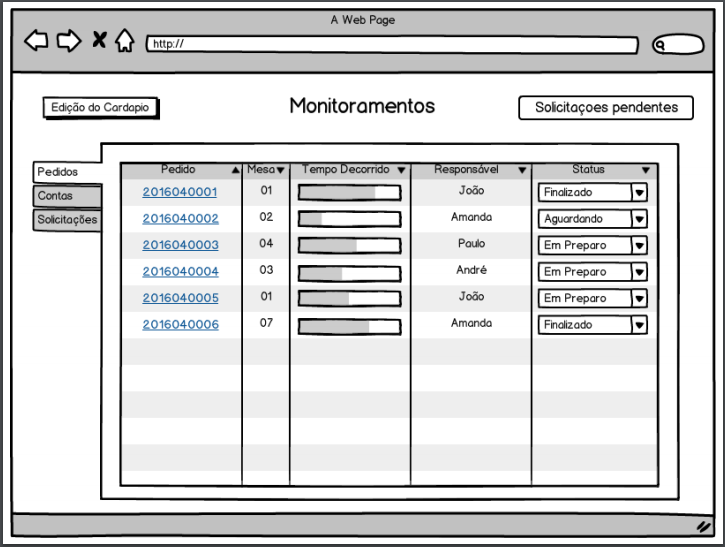 A Web Page
http://
Edição do Cardapio
Monitoramentos
Solicitaçoes pendentes
Pedidos
Contas
Solicitações
Pedido Mesa Tempo Decorrido Responsável Status
2016040001 01 João Finalizado
2016040002 02 Amanda Aguardando
2016040003 04 Paulo Em Preparo
2016040004 03 André Em Preparo
2016040005 01 João Em Preparo
2016040006 07 Amanda Finalizado